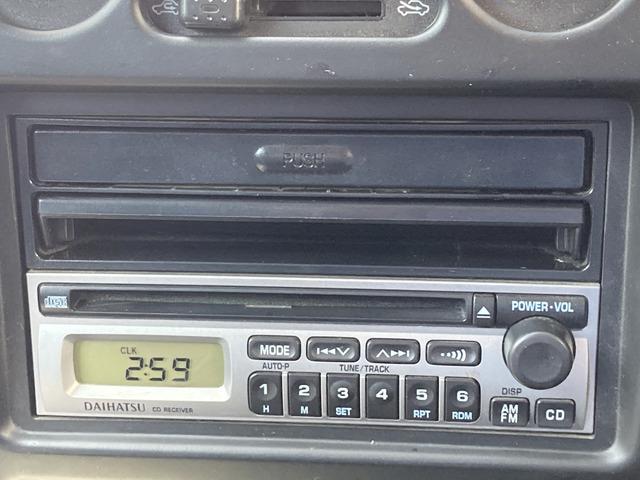 PUSH
POWER-VOL
CLK
2:59
MODE
AUTO-P
TUNE/TRACK
1 2 3 4 5 6
H M SET RPT RDM
DISP
AM FM
CD
DAIHATSU CD RECEIVER